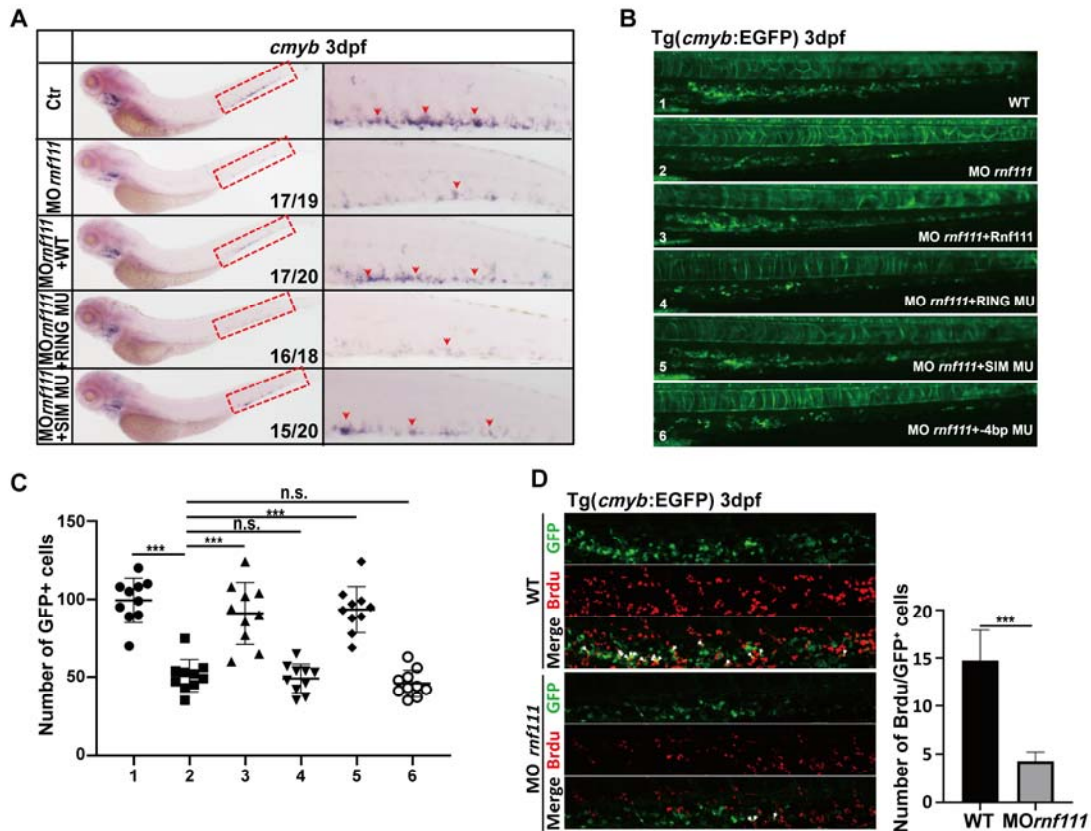 A
cmyb 3dpf
Ctr
MO rnf111
17/19
MOrnf111
+WT
17/20
MOrnf111
+RING MU
16/18
MOrnf111
+SIM MU
15/20
B
Tg(cmyb:EGFP) 3dpf
1
WT
2
MO rnf111
3
MO rnf111+Rnf111
4
MO rnf111+RING MU
5
MO rnf111+SIM MU
6
MO rnf111+-4bp MU
C
Number of GFP+ cells
150
100
50
0
n.s.
***
n.s.
***
***
1 2 3 4 5 6
D
Tg(cmyb:EGFP) 3dpf
WT
GFP
Brdu
Merge
MO rnf111
GFP
Brdu
Merge
Number of Brdu/GFP⁺ cells
20
15
10
5
0
***
WT MOrnf111